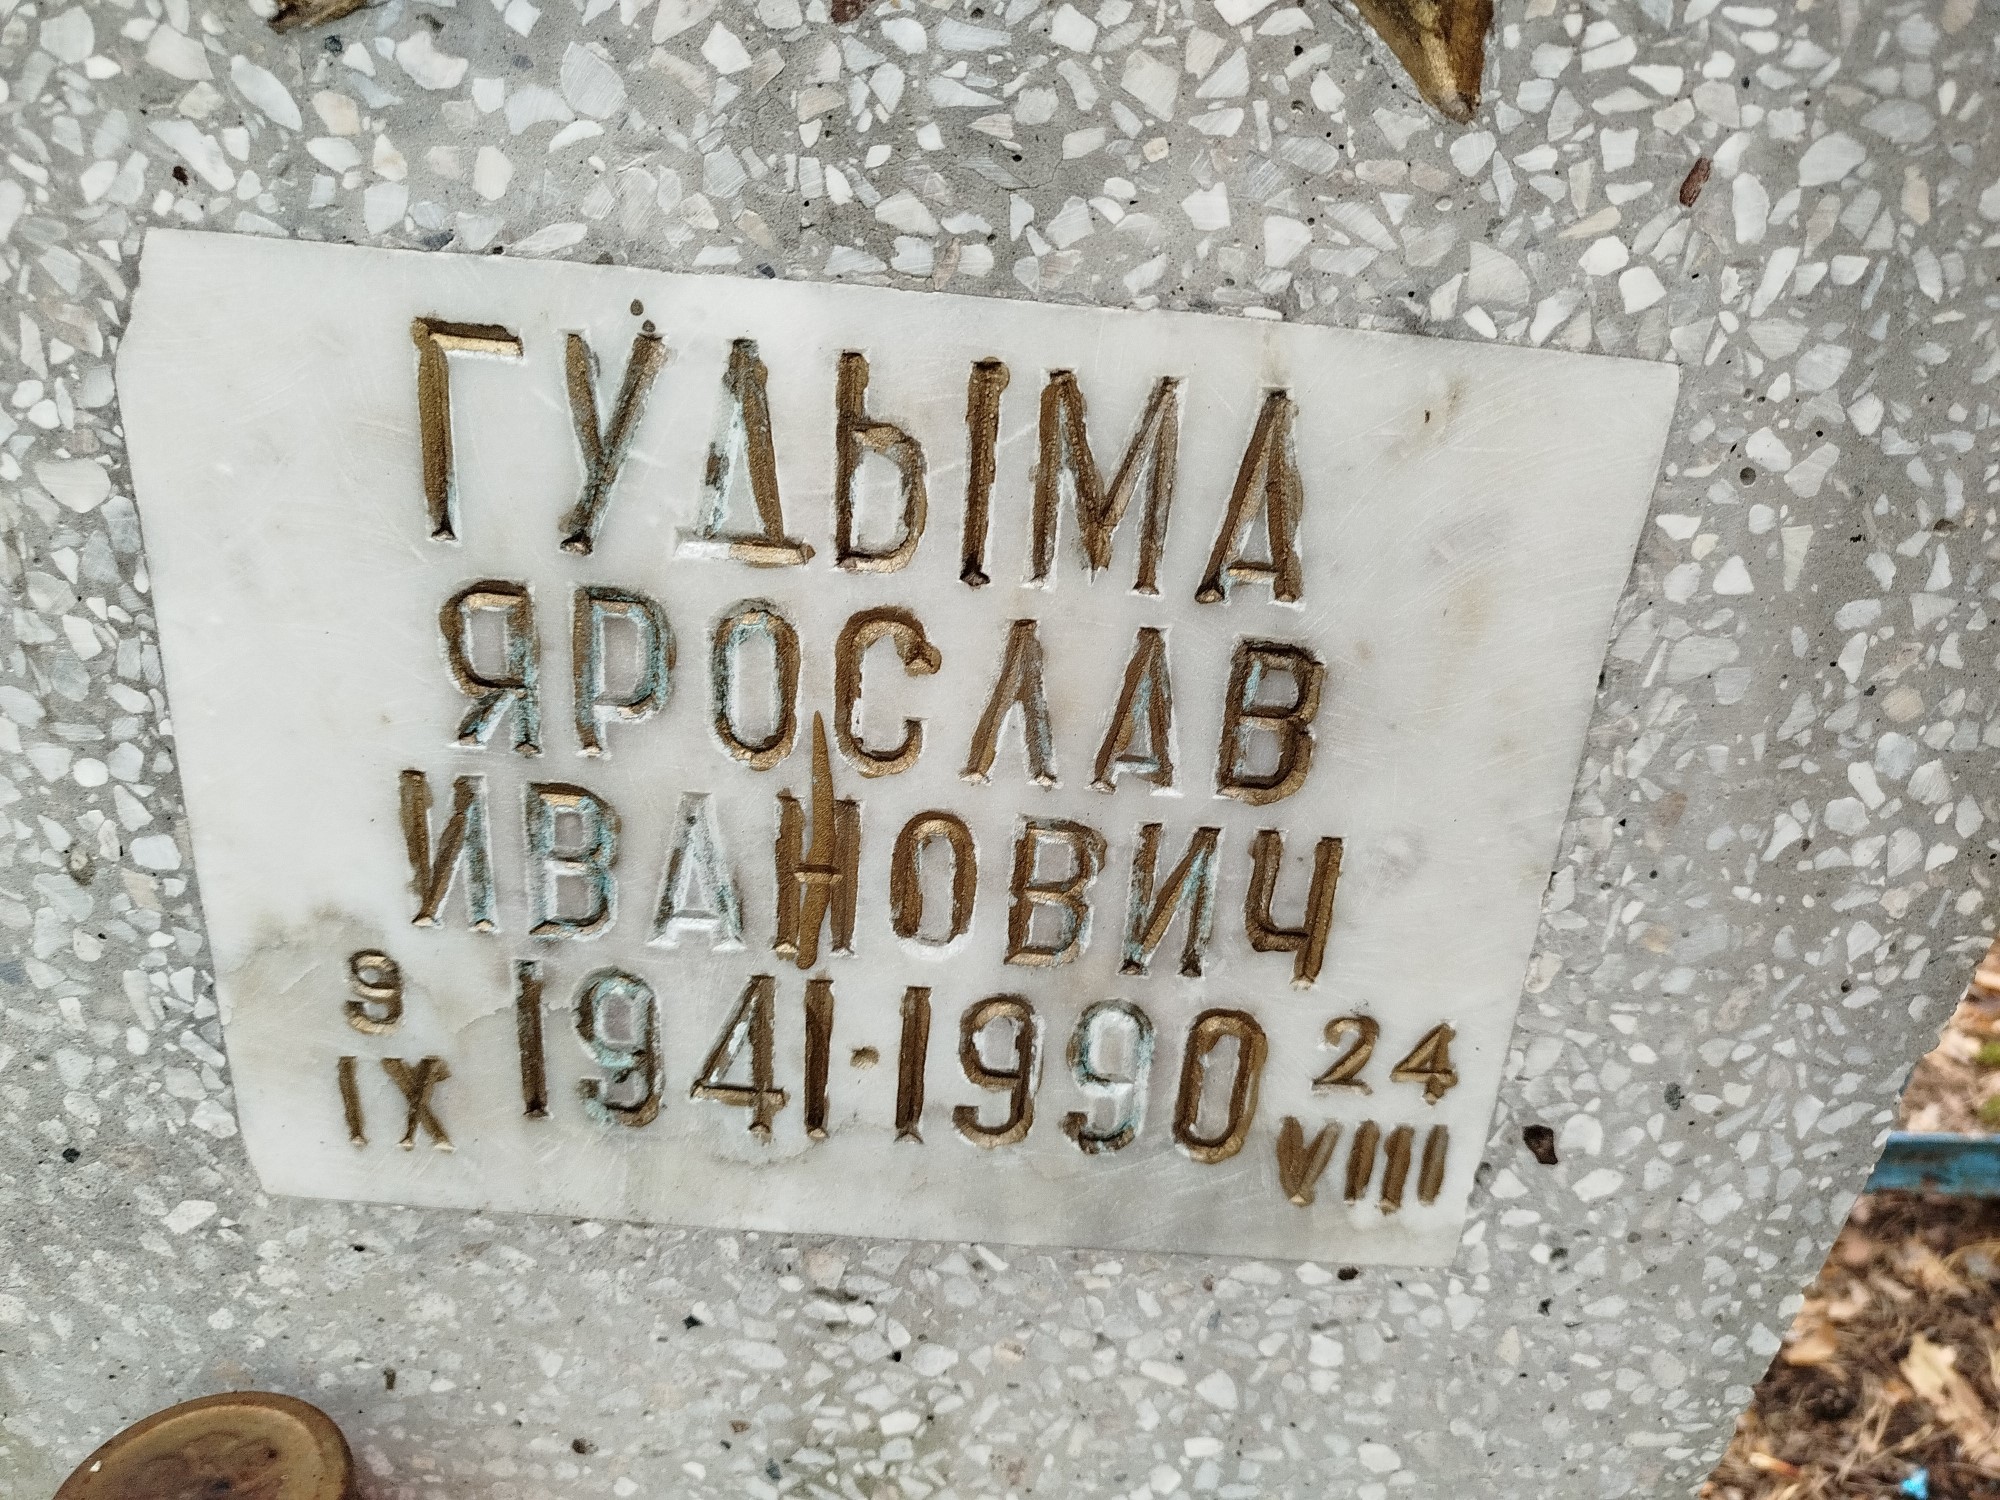 ГУДЫМА
ЯРОСЛАВ
ИВАНОВИЧ
9 IX 1941·1990 24 VIII